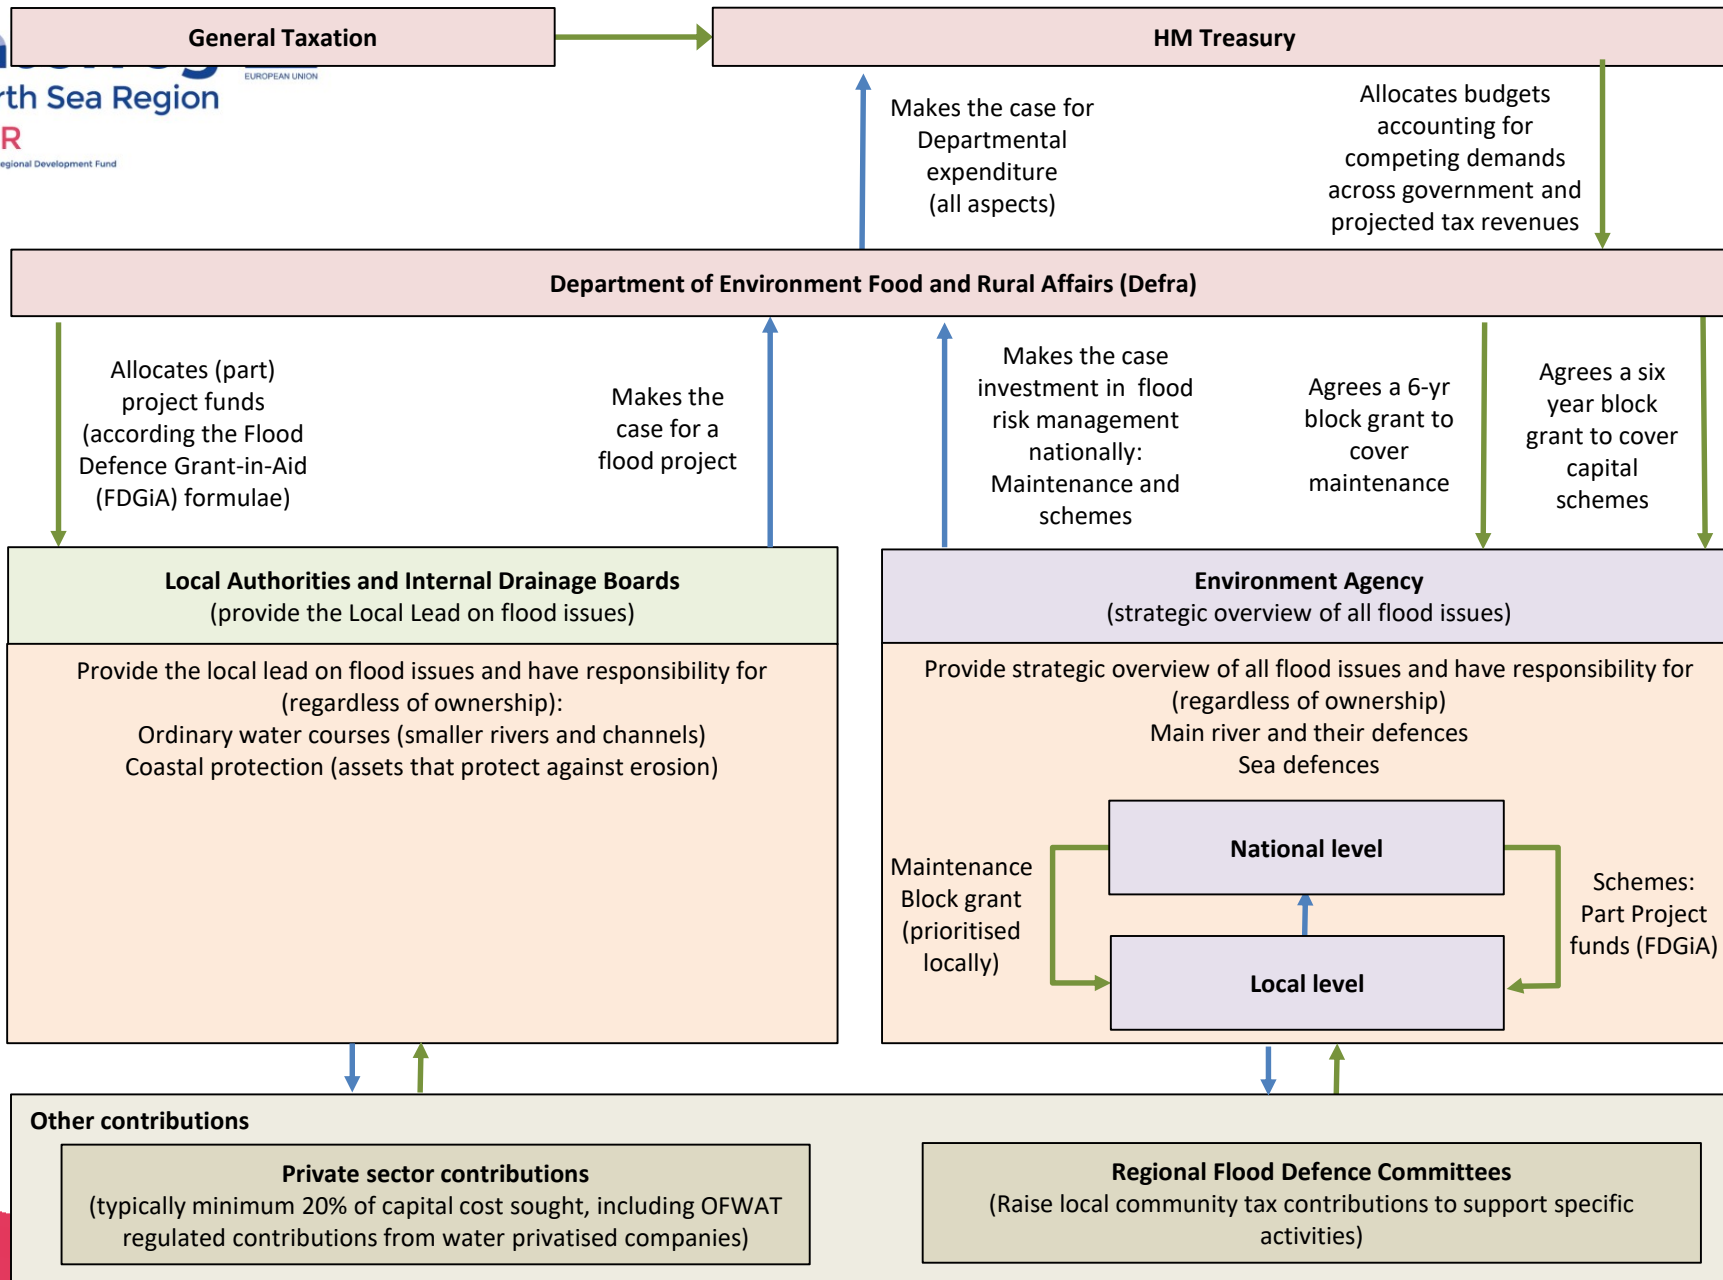 General Taxation
HM Treasury
EUROPEAN UNION
rth Sea Region
R
egional Development Fund
Makes the case for
Departmental
expenditure
(all aspects)
Allocates budgets
accounting for
competing demands
across government and
projected tax revenues
Department of Environment Food and Rural Affairs (Defra)
Allocates (part)
project funds
(according the Flood
Defence Grant-in-Aid
(FDGiA) formulae)
Makes the
case for a
flood project
Makes the case
investment in flood
risk management
nationally:
Maintenance and
schemes
Agrees a 6-yr
block grant to
cover
maintenance
Agrees a six
year block
grant to cover
capital
schemes
Local Authorities and Internal Drainage Boards
(provide the Local Lead on flood issues)
Provide the local lead on flood issues and have responsibility for
(regardless of ownership):
Ordinary water courses (smaller rivers and channels)
Coastal protection (assets that protect against erosion)
Environment Agency
(strategic overview of all flood issues)
Provide strategic overview of all flood issues and have responsibility for
(regardless of ownership)
Main river and their defences
Sea defences
National level
Maintenance
Block grant
(prioritised
locally)
Schemes:
Part Project
funds (FDGiA)
Local level
Other contributions
Private sector contributions
(typically minimum 20% of capital cost sought, including OFWAT
regulated contributions from water privatised companies)
Regional Flood Defence Committees
(Raise local community tax contributions to support specific
activities)